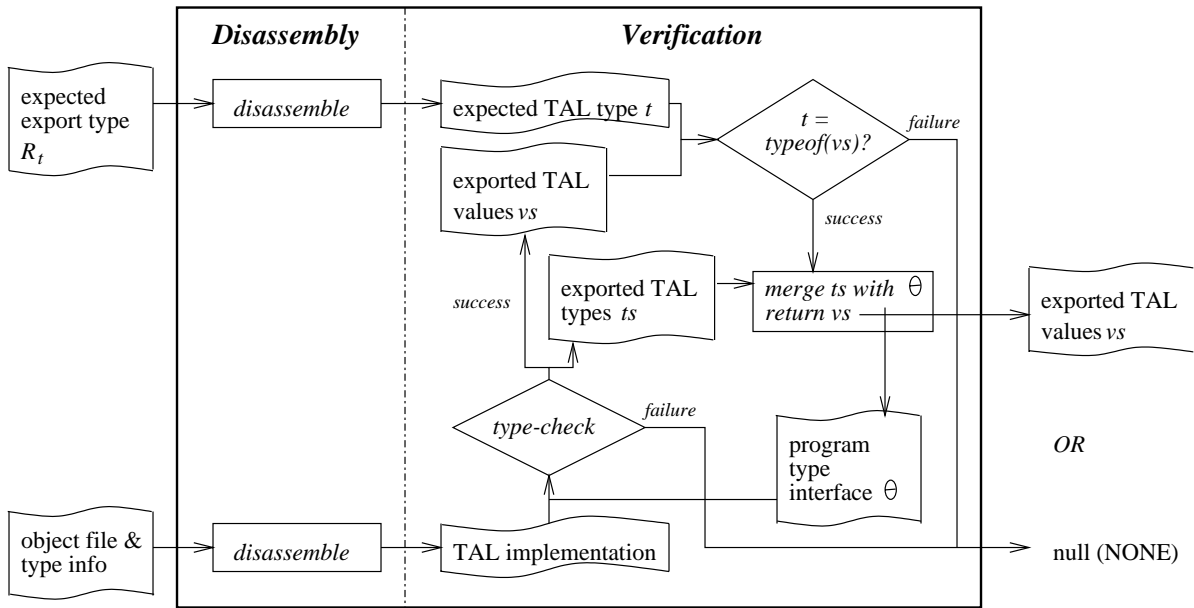 Disassembly
Verification
expected
export type
R_t
disassemble
expected TAL type t
t =
typeof(vs)?
failure
exported TAL
values vs
success
success
exported TAL
types ts
merge ts with θ
return vs
exported TAL
values vs
type-check
failure
program
type
interface θ
OR
object file &
type info
disassemble
TAL implementation
null (NONE)